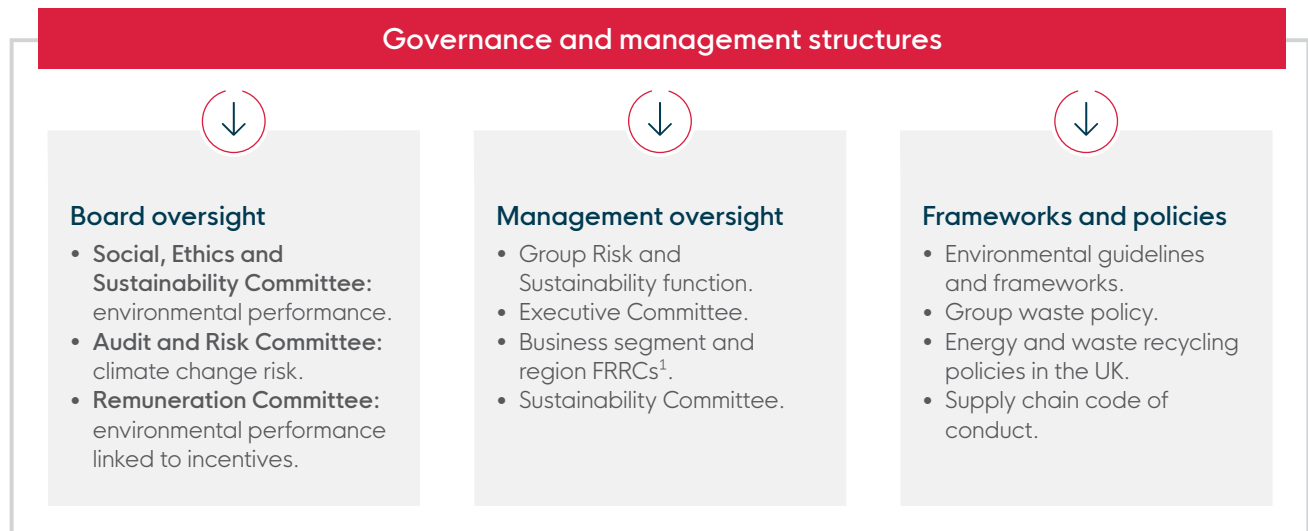 Governance and management structures
Board oversight
• Social, Ethics and
Sustainability Committee:
environmental performance.
• Audit and Risk Committee:
climate change risk.
• Remuneration Committee:
environmental performance
linked to incentives.
Management oversight
• Group Risk and
Sustainability function.
• Executive Committee.
• Business segment and
region FRRCs¹.
• Sustainability Committee.
Frameworks and policies
• Environmental guidelines
and frameworks.
• Group waste policy.
• Energy and waste recycling
policies in the UK.
• Supply chain code of
conduct.